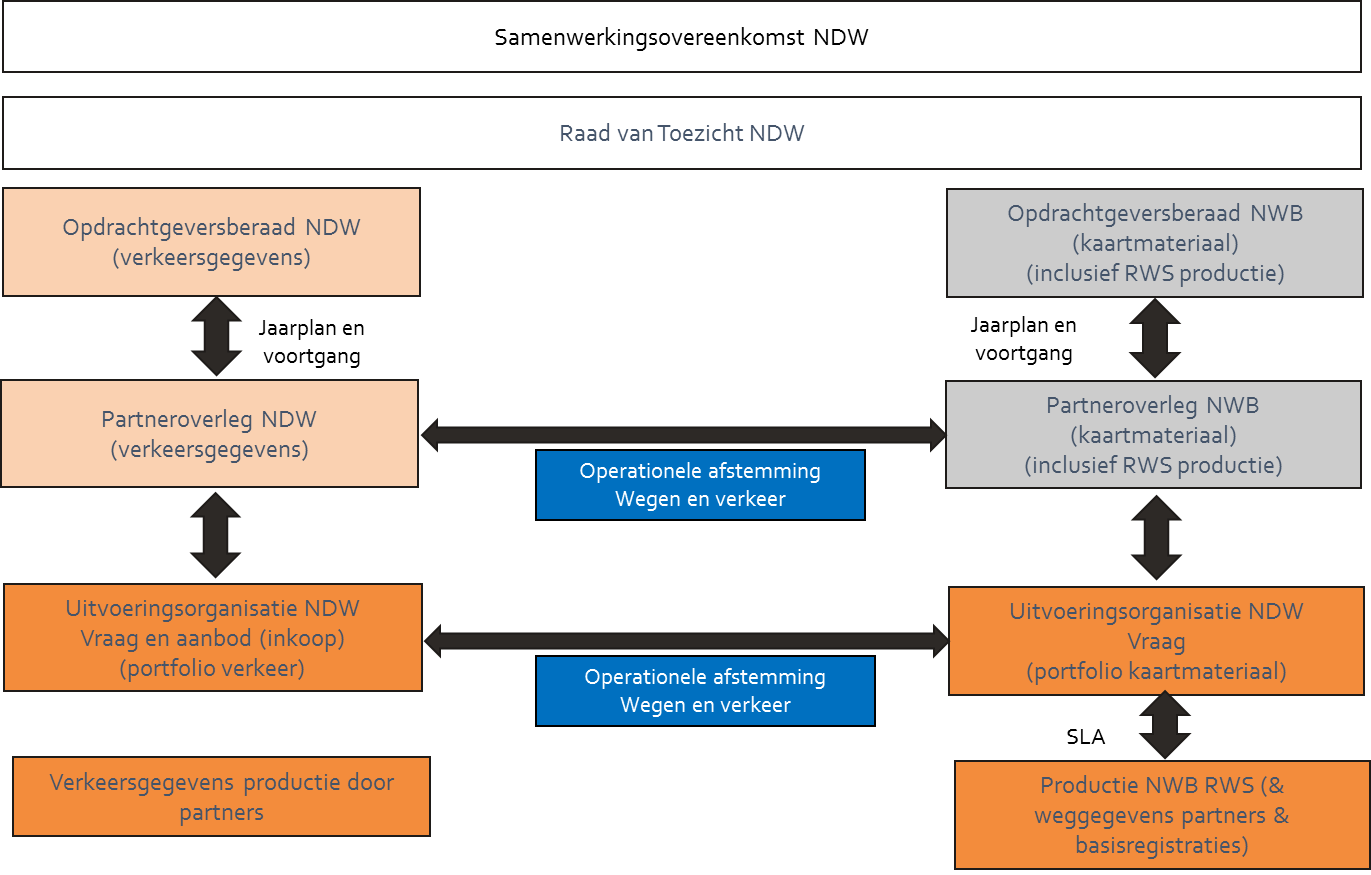 Samenwerkingsovereenkomst NDW
Raad van Toezicht NDW
Opdrachtgeversberaad NDW
(verkeersgegevens)
Opdrachtgeversberaad NWB
(kaartmateriaal)
(inclusief RWS productie)
Jaarplan en
voortgang
Jaarplan en
voortgang
Partneroverleg NDW
(verkeersgegevens)
Partneroverleg NWB
(kaartmateriaal)
(inclusief RWS productie)
Operationele afstemming
Wegen en verkeer
Uitvoeringsorganisatie NDW
Vraag en aanbod (inkoop)
(portfolio verkeer)
Uitvoeringsorganisatie NDW
Vraag
(portfolio kaartmateriaal)
Operationele afstemming
Wegen en verkeer
SLA
Verkeersgegevens productie door
partners
Productie NWB RWS (&
weggegevens partners &
basisregistraties)